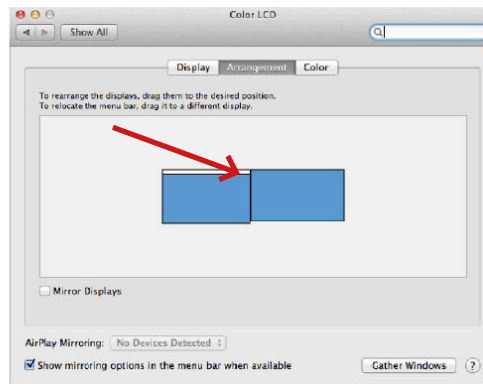 Color LCD
Show All
Display Arrangement Color
To rearrange the displays, drag them to the desired position.
To relocate the menu bar, drag it to a different display.
Mirror Displays
AirPlay Mirroring: No Devices Detected
Show mirroring options in the menu bar when available
Gather Windows ?